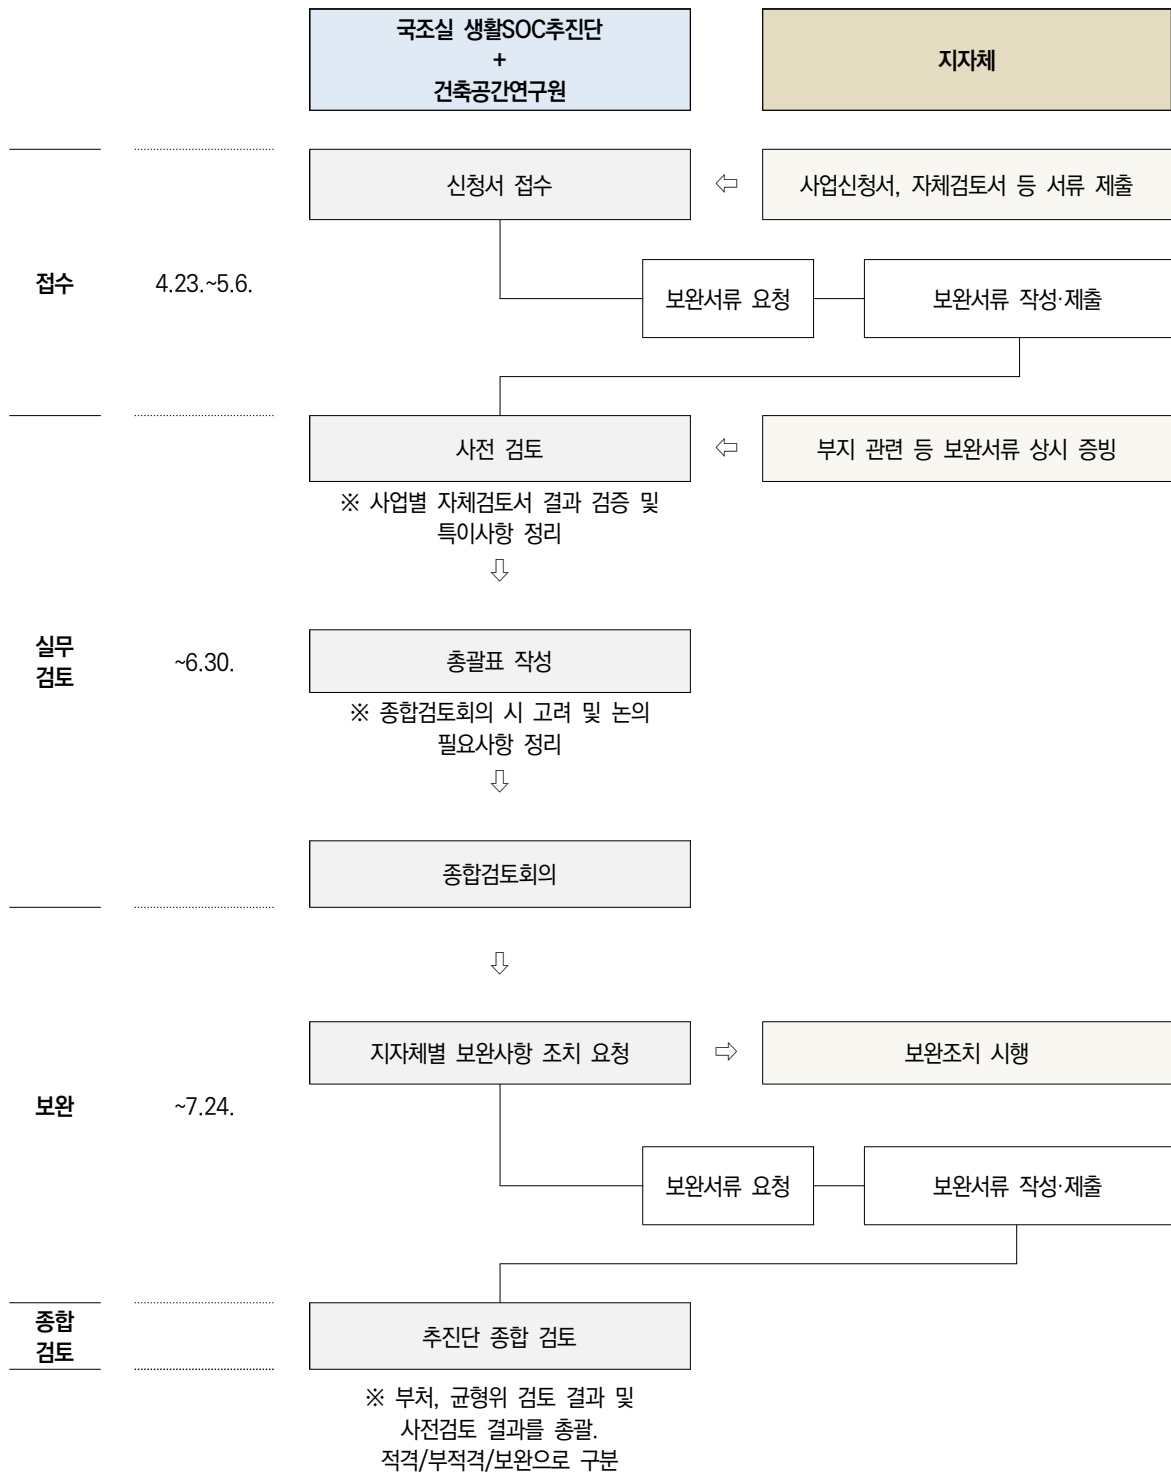 국조실 생활SOC추진단
+
건축공간연구원
지자체
신청서 접수
⇦
사업신청서, 자체검토서 등 서류 제출
접수
4.23.~5.6.
보완서류 요청
보완서류 작성·제출
사전 검토
⇦
부지 관련 등 보완서류 상시 증빙
※ 사업별 자체검토서 결과 검증 및
특이사항 정리
⇩
실무
검토
~6.30.
총괄표 작성
※ 종합검토회의 시 고려 및 논의
필요사항 정리
⇩
종합검토회의
⇩
지자체별 보완사항 조치 요청
⇨
보완조치 시행
보완
~7.24.
보완서류 요청
보완서류 작성·제출
종합
검토
추진단 종합 검토
※ 부처, 균형위 검토 결과 및
사전검토 결과를 총괄.
적격/부적격/보완으로 구분